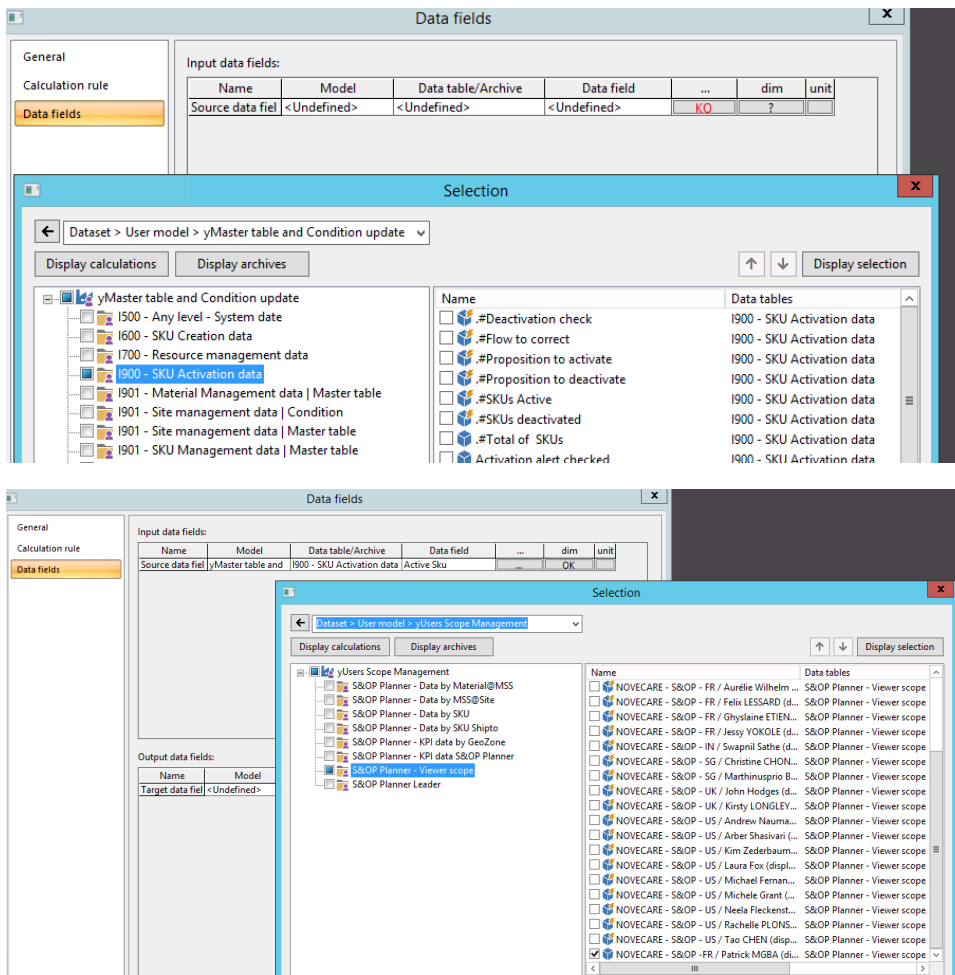 Data fields
x
General
Calculation rule
Data fields
Input data fields:
Name Model Data table/Archive Data field ... dim unit
Source data fiel <Undefined> <Undefined> <Undefined> KO ?
Selection
x
Dataset > User model > yMaster table and Condition update
Display calculations Display archives Display selection
yMaster table and Condition update
I500 - Any level - System date
I600 - SKU Creation data
I700 - Resource management data
I900 - SKU Activation data
I901 - Material Management data | Master table
I901 - Site management data | Condition
I901 - Site management data | Master table
I901 - SKU Management data | Master table
Name Data tables
.#Deactivation check I900 - SKU Activation data
.#Flow to correct I900 - SKU Activation data
.#Proposition to activate I900 - SKU Activation data
.#Proposition to deactivate I900 - SKU Activation data
.#SKUs Active I900 - SKU Activation data
.#SKUs deactivated I900 - SKU Activation data
.#Total of SKUs I900 - SKU Activation data
Activation alert checked I900 - SKU Activation data
Data fields
x
General
Calculation rule
Data fields
Input data fields:
Name Model Data table/Archive Data field ... dim unit
Source data fiel yMaster table and I900 - SKU Activation data Active Sku ... OK
Output data fields:
Name Model
Target data fiel <Undefined>
Selection
x
Dataset > User model > yUsers Scope Management
Display calculations Display archives Display selection
yUsers Scope Management
S&OP Planner - Data by Material@MSS
S&OP Planner - Data by MSS@Site
S&OP Planner - Data by SKU
S&OP Planner - Data by SKU Shipto
S&OP Planner - KPI data by GeoZone
S&OP Planner - KPI data S&OP Planner
S&OP Planner - Viewer scope
S&OP Planner Leader
Name Data tables
NOVECARE - S&OP - FR / Aurélie Wilhelm ... S&OP Planner - Viewer scope
NOVECARE - S&OP - FR / Felix LESSARD (d... S&OP Planner - Viewer scope
NOVECARE - S&OP - FR / Ghyslaine ETIEN... S&OP Planner - Viewer scope
NOVECARE - S&OP - FR / Jessy YOKOLE (d... S&OP Planner - Viewer scope
NOVECARE - S&OP - IN / Swapnil Sathe (d... S&OP Planner - Viewer scope
NOVECARE - S&OP - SG / Christine CHON... S&OP Planner - Viewer scope
NOVECARE - S&OP - SG / Marthinusprio B... S&OP Planner - Viewer scope
NOVECARE - S&OP - UK / John Hodges (d... S&OP Planner - Viewer scope
NOVECARE - S&OP - UK / Kirsty LONGLEY... S&OP Planner - Viewer scope
NOVECARE - S&OP - US / Andrew Nauma... S&OP Planner - Viewer scope
NOVECARE - S&OP - US / Arber Shasivari (... S&OP Planner - Viewer scope
NOVECARE - S&OP - US / Kim Zederbaum... S&OP Planner - Viewer scope
NOVECARE - S&OP - US / Laura Fox (displ... S&OP Planner - Viewer scope
NOVECARE - S&OP - US / Michael Fernan... S&OP Planner - Viewer scope
NOVECARE - S&OP - US / Michele Grant (... S&OP Planner - Viewer scope
NOVECARE - S&OP - US / Neela Fleckenst... S&OP Planner - Viewer scope
NOVECARE - S&OP - US / Rachelle PLONS... S&OP Planner - Viewer scope
NOVECARE - S&OP - US / Tao CHEN (disp... S&OP Planner - Viewer scope
NOVECARE - S&OP -FR / Patrick MGBA (di... S&OP Planner - Viewer scope